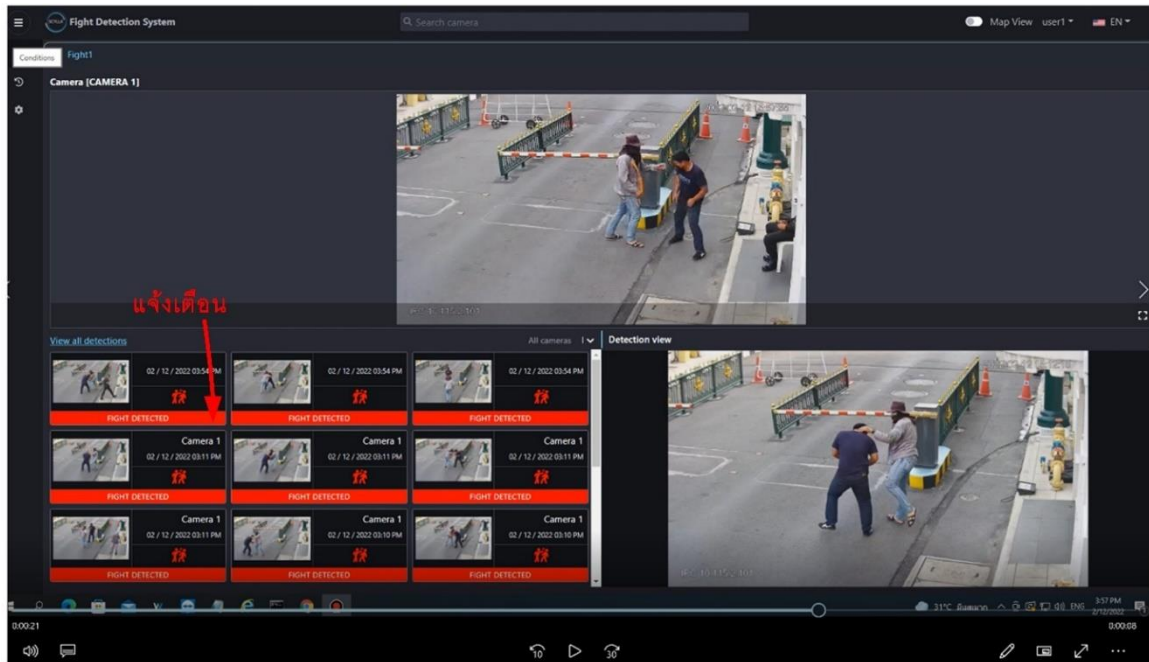 SCYLLA
Fight Detection System
Search camera
Map View
user1
EN
Conditions
Fight1
Camera [CAMERA 1]
แจ้งเตือน
View all detections
All cameras
Detection view
02 / 12 / 2022 03:54 PM
FIGHT DETECTED
02 / 12 / 2022 03:54 PM
FIGHT DETECTED
02 / 12 / 2022 03:54 PM
FIGHT DETECTED
Camera 1
02 / 12 / 2022 03:11 PM
FIGHT DETECTED
Camera 1
02 / 12 / 2022 03:11 PM
FIGHT DETECTED
Camera 1
02 / 12 / 2022 03:11 PM
FIGHT DETECTED
Camera 1
02 / 12 / 2022 03:11 PM
FIGHT DETECTED
Camera 1
02 / 12 / 2022 03:10 PM
FIGHT DETECTED
Camera 1
02 / 12 / 2022 03:10 PM
FIGHT DETECTED
31°C
ENG
3:57 PM
2/12/2022
0:00:21
0:00:08
10
30